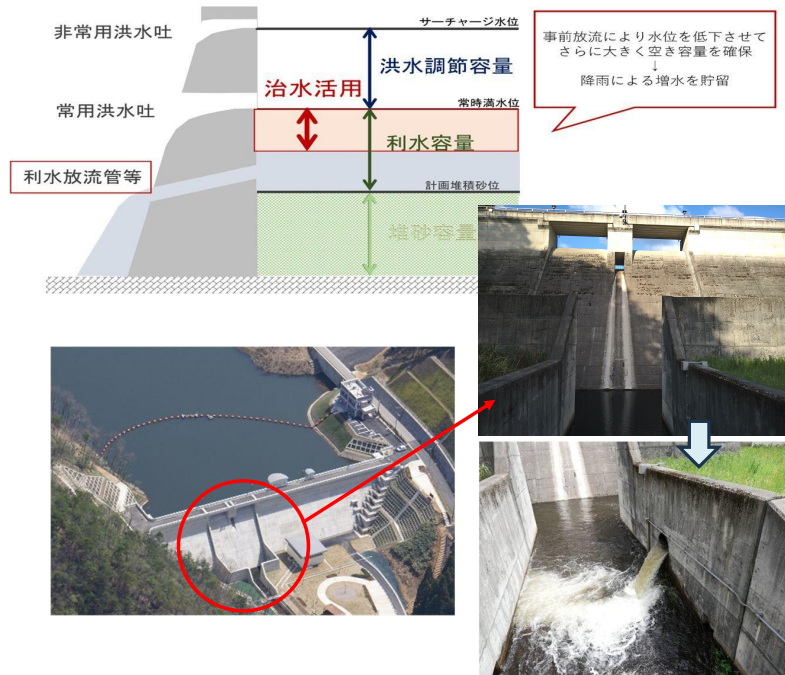 非常用洪水吐
サーチャージ水位
洪水調節容量
治水活用
常用洪水吐
常時満水位
利水容量
利水放流管等
計画堆積砂位
堆砂容量
事前放流により水位を低下させて
さらに大きく空き容量を確保
↓
降雨による増水を貯留